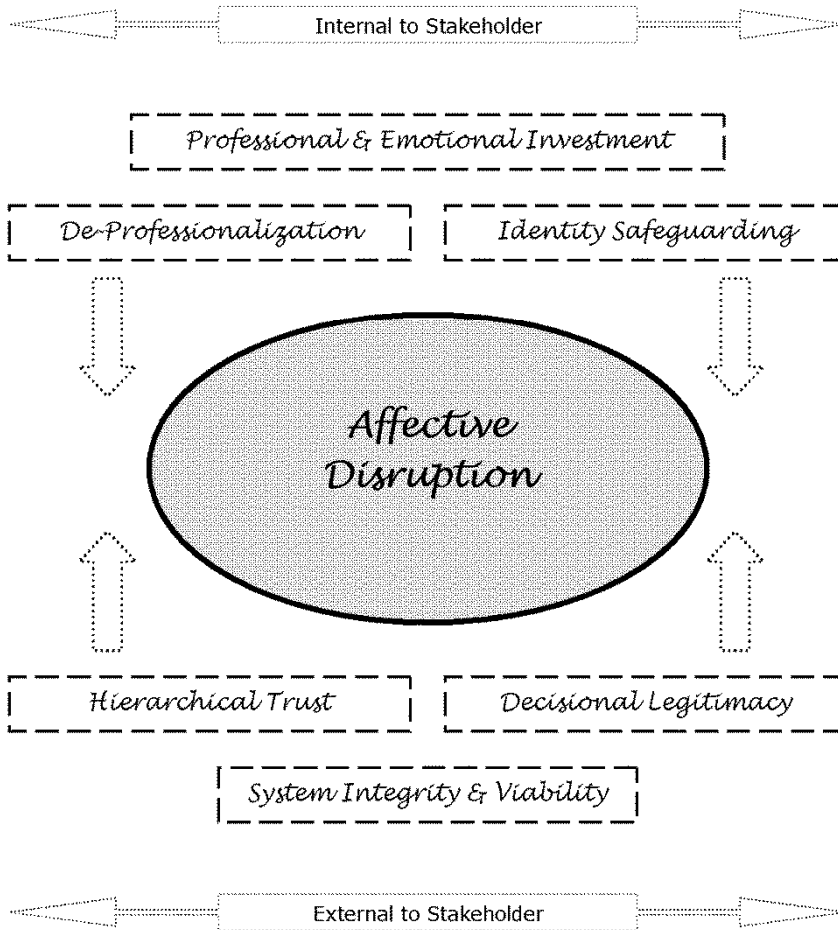 Internal to Stakeholder
Professional & Emotional Investment
De-Professionalization
Identity Safeguarding
Affective
Disruption
Hierarchical Trust
Decisional Legitimacy
System Integrity & Viability
External to Stakeholder